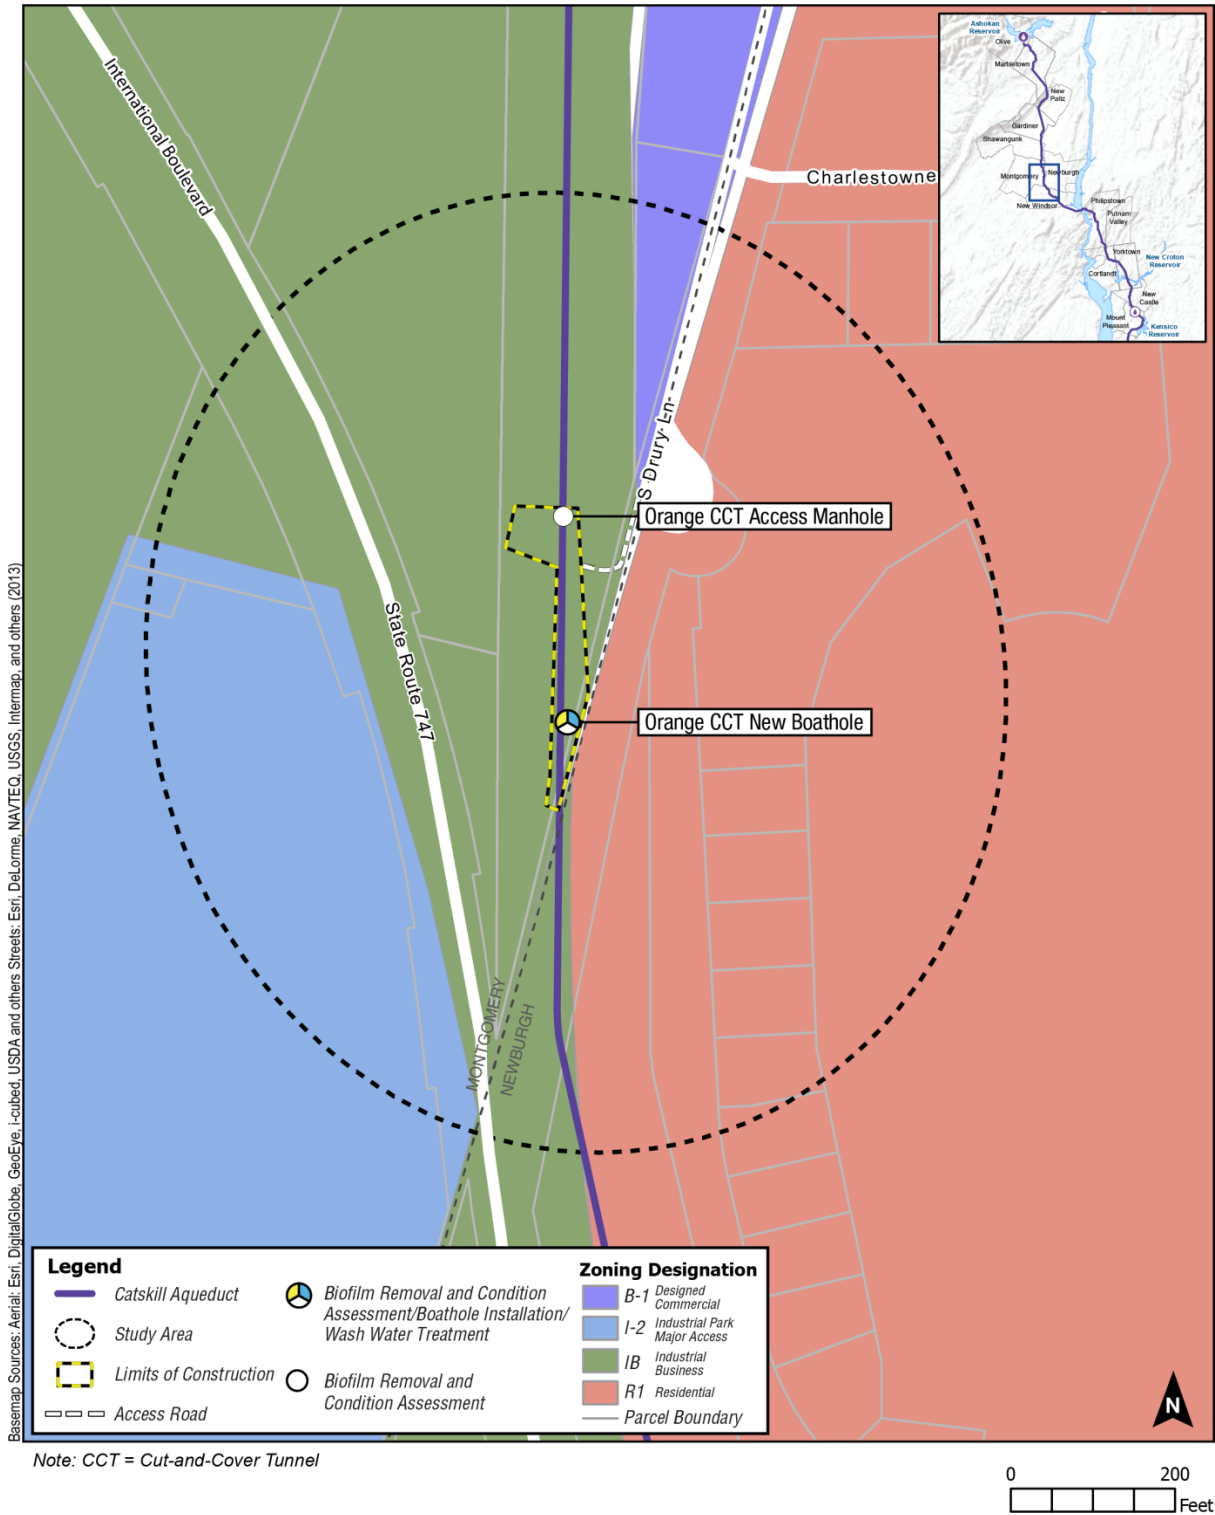 International Boulevard
State Route 747
Charlestowne
S Drury Ln
Orange CCT Access Manhole
Orange CCT New Boathole
MONTGOMERY
NEWBURGH
Ashokan
Reservoir
Olive
Marbletown
New
Paltz
Gardiner
Shawangunk
Montgomery
Newburgh
New Windsor
Philipstown
Putnam
Valley
Yorktown
New Croton
Reservoir
Cortlandt
New
Castle
Mount
Pleasant
Kensico
Reservoir
Basemap Sources: Aerial: Esri, DigitalGlobe, GeoEye, i-cubed, USDA and others Streets: Esri, DeLorme, NAVTEQ, USGS, Intermap, and others (2013)
Legend
Catskill Aqueduct
Study Area
Limits of Construction
Access Road
Biofilm Removal and Condition
Assessment/Boathole Installation/
Wash Water Treatment
Biofilm Removal and
Condition Assessment
Zoning Designation
B-1 Designed
Commercial
I-2 Industrial Park
Major Access
IB Industrial
Business
R1 Residential
Parcel Boundary
N
Note: CCT = Cut-and-Cover Tunnel
0 200
Feet